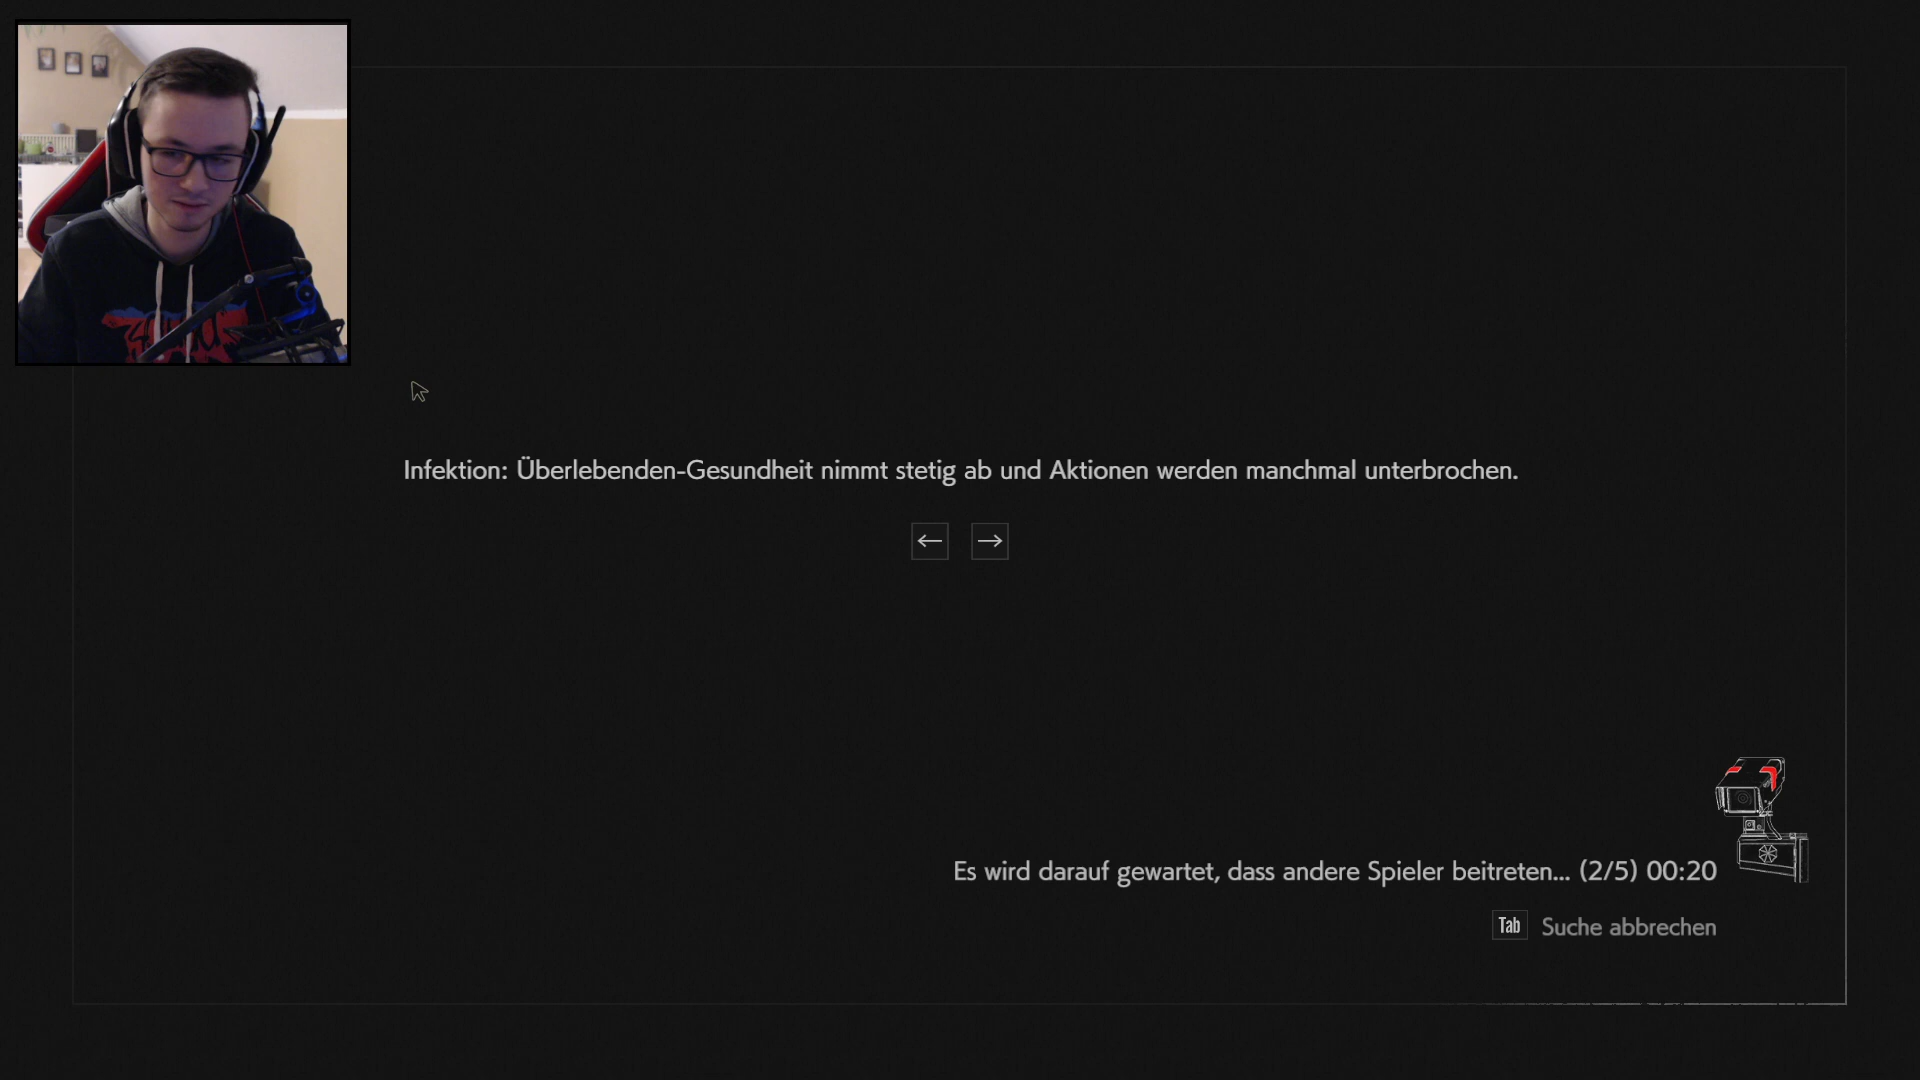 Infektion: Überlebenden-Gesundheit nimmt stetig ab und Aktionen werden manchmal unterbrochen.
Es wird darauf gewartet, dass andere Spieler beitreten... (2/5) 00:20
Tab Suche abbrechen